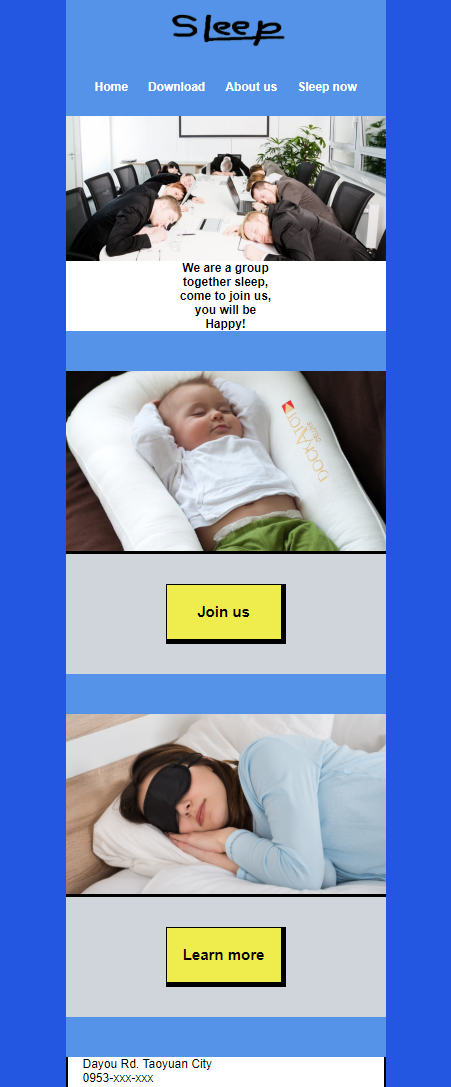 Sleep
Home Download About us Sleep now
We are a group
together sleep,
come to join us,
you will be
Happy!
DOCKATOT
DELUXE
Join us
Learn more
Dayou Rd. Taoyuan City
0953-xxx-xxx